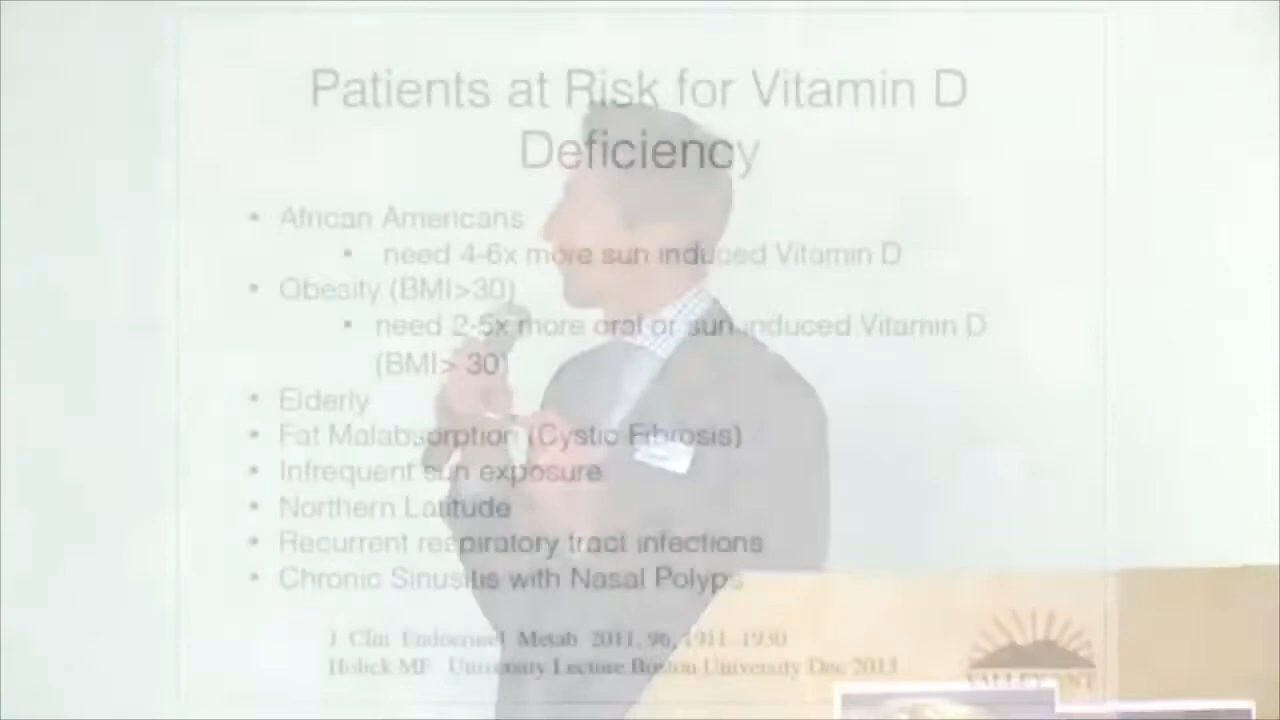 Patients at Risk for Vitamin D
Deficiency
• African Americans
• need 4-6x more sun induced Vitamin D
• Obesity (BMI>30)
• need 2-5x more oral or sun induced Vitamin D
(BMI> 30)
• Elderly
• Fat Malabsorption (Cystic Fibrosis)
• Infrequent sun exposure
• Northern Latitude
• Recurrent respiratory tract infections
• Chronic Sinusitis with Nasal Polyps
J Clin Endocrinol Metab 2011, 96, 1911-1930
Holick MF University Lecture Boston University Dec 2013
VALLEY ENT